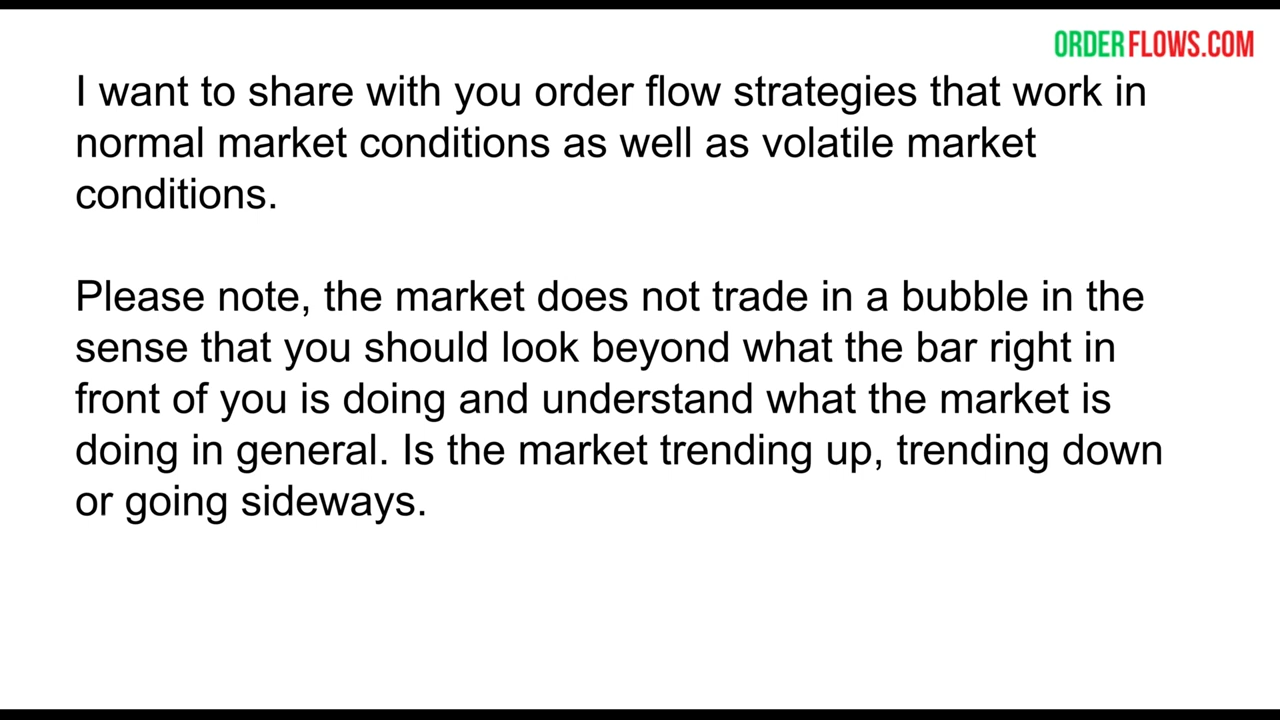 ORDERFLOWS.COM
I want to share with you order flow strategies that work in
normal market conditions as well as volatile market
conditions.
Please note, the market does not trade in a bubble in the
sense that you should look beyond what the bar right in
front of you is doing and understand what the market is
doing in general. Is the market trending up, trending down
or going sideways.